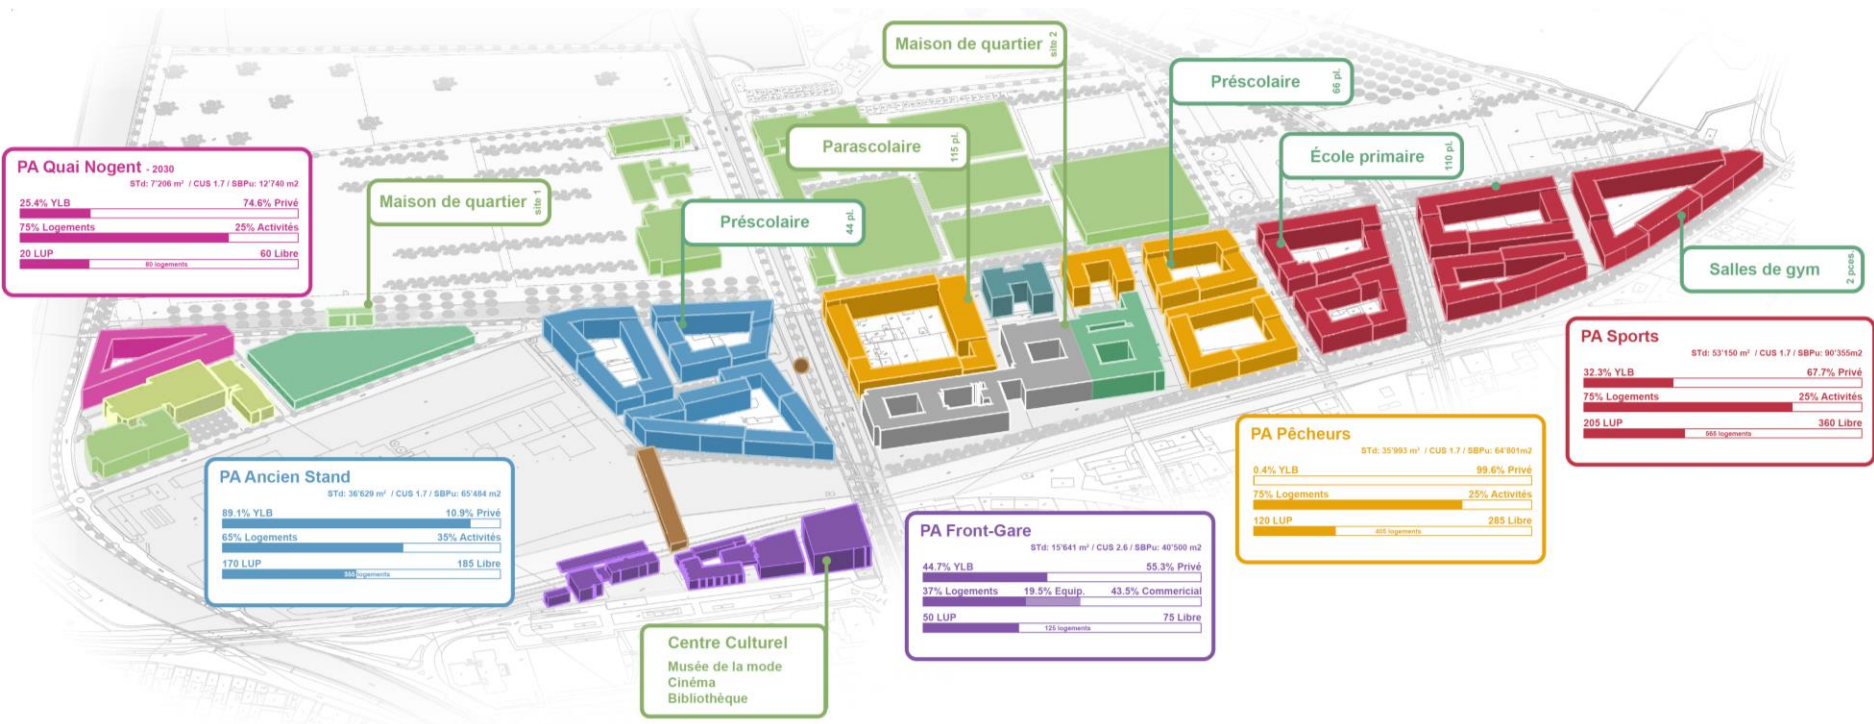 Maison de quartier site 2
Préscolaire 66 pl.
Parascolaire 115 pl.
École primaire 110 pl.
PA Quai Nogent - 2030
STd: 7'206 m² / CUS 1.7 / SBPu: 12'740 m2
25.4% YLB 74.6% Privé
75% Logements 25% Activités
20 LUP 60 Libre
80 logements
Maison de quartier site 1
Préscolaire 44 pl.
Salles de gym 2 pces.
PA Sports
STd: 53'150 m² / CUS 1.7 / SBPu: 90'355m2
32.3% YLB 67.7% Privé
75% Logements 25% Activités
205 LUP 360 Libre
565 logements
PA Pêcheurs
STd: 35'993 m² / CUS 1.7 / SBPu: 64'801m2
0.4% YLB 99.6% Privé
75% Logements 25% Activités
120 LUP 285 Libre
405 logements
PA Ancien Stand
STd: 36'629 m² / CUS 1.7 / SBPu: 65'484 m2
89.1% YLB 10.9% Privé
65% Logements 35% Activités
170 LUP 185 Libre
355 logements
PA Front-Gare
STd: 15'641 m² / CUS 2.6 / SBPu: 40'500 m2
44.7% YLB 55.3% Privé
37% Logements 19.5% Equip. 43.5% Commericial
50 LUP 75 Libre
125 logements
Centre Culturel
Musée de la mode
Cinéma
Bibliothèque